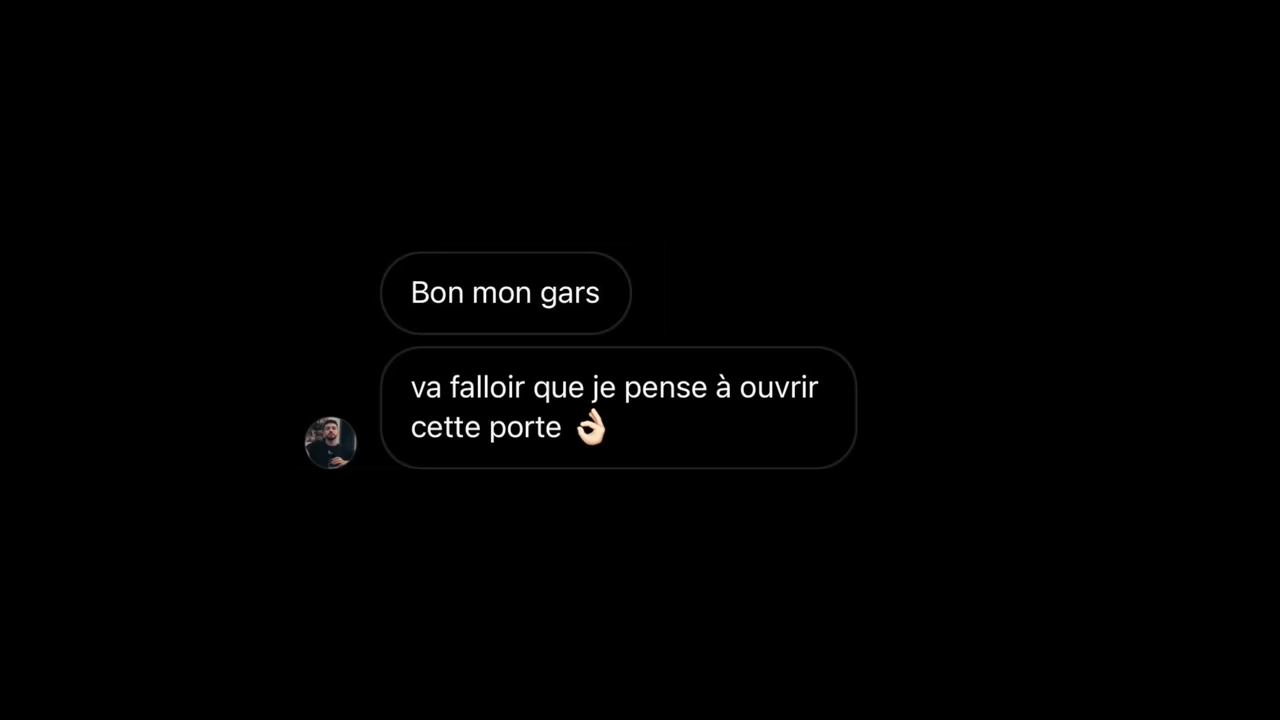 Bon mon gars
va falloir que je pense à ouvrir
cette porte 👌🏻